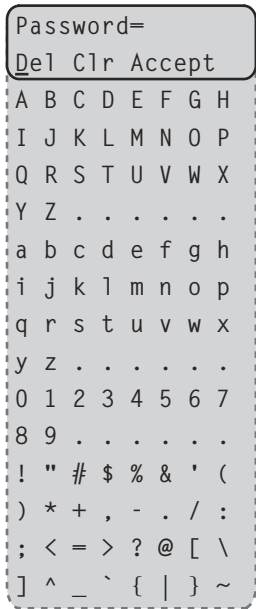 Password=
Del Clr Accept
A B C D E F G H
I J K L M N O P
Q R S T U V W X
Y Z . . . . . .
a b c d e f g h
i j k l m n o p
q r s t u v w x
y z . . . . . .
0 1 2 3 4 5 6 7
8 9 . . . . . .
! " # $ % & ' (
) * + , - . / :
; < = > ? @ [ \
] ^ _ ` { | } ~